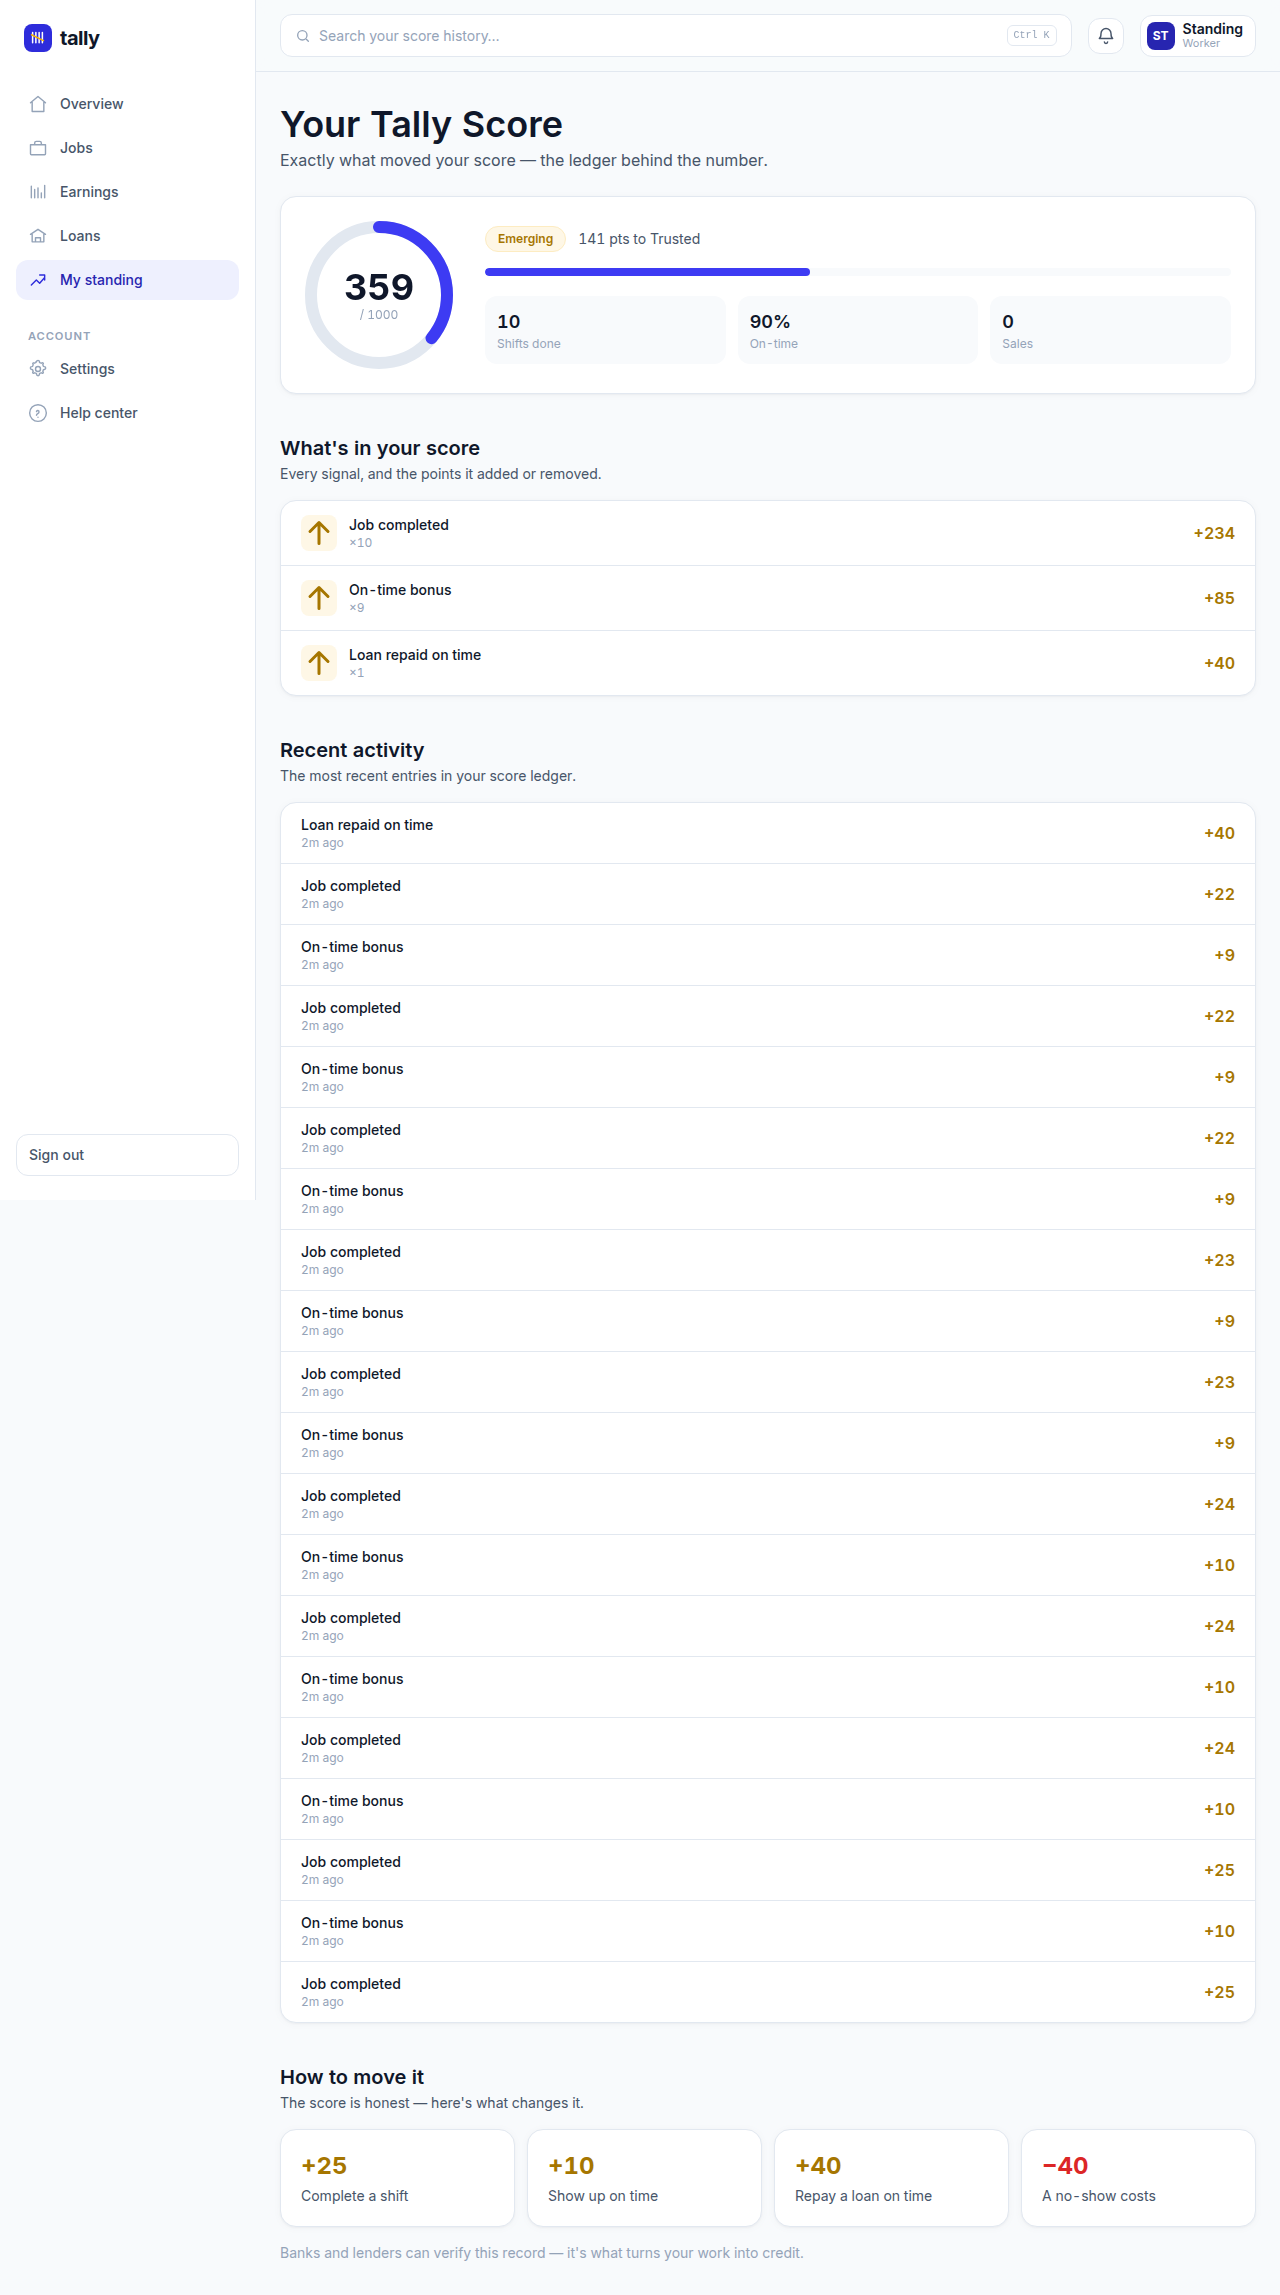 tally
Search your score history...
Ctrl K
ST
Standing
Worker
Overview
Jobs
Earnings
Loans
My standing
ACCOUNT
Settings
Help center
Sign out
Your Tally Score
Exactly what moved your score — the ledger behind the number.
359
/ 1000
Emerging
141 pts to Trusted
10
Shifts done
90%
On-time
0
Sales
What's in your score
Every signal, and the points it added or removed.
Job completed
×10
+234
On-time bonus
×9
+85
Loan repaid on time
×1
+40
Recent activity
The most recent entries in your score ledger.
Loan repaid on time
2m ago
+40
Job completed
2m ago
+22
On-time bonus
2m ago
+9
Job completed
2m ago
+22
On-time bonus
2m ago
+9
Job completed
2m ago
+22
On-time bonus
2m ago
+9
Job completed
2m ago
+23
On-time bonus
2m ago
+9
Job completed
2m ago
+23
On-time bonus
2m ago
+9
Job completed
2m ago
+24
On-time bonus
2m ago
+10
Job completed
2m ago
+24
On-time bonus
2m ago
+10
Job completed
2m ago
+24
On-time bonus
2m ago
+10
Job completed
2m ago
+25
On-time bonus
2m ago
+10
Job completed
2m ago
+25
How to move it
The score is honest — here's what changes it.
+25
Complete a shift
+10
Show up on time
+40
Repay a loan on time
−40
A no-show costs
Banks and lenders can verify this record — it's what turns your work into credit.